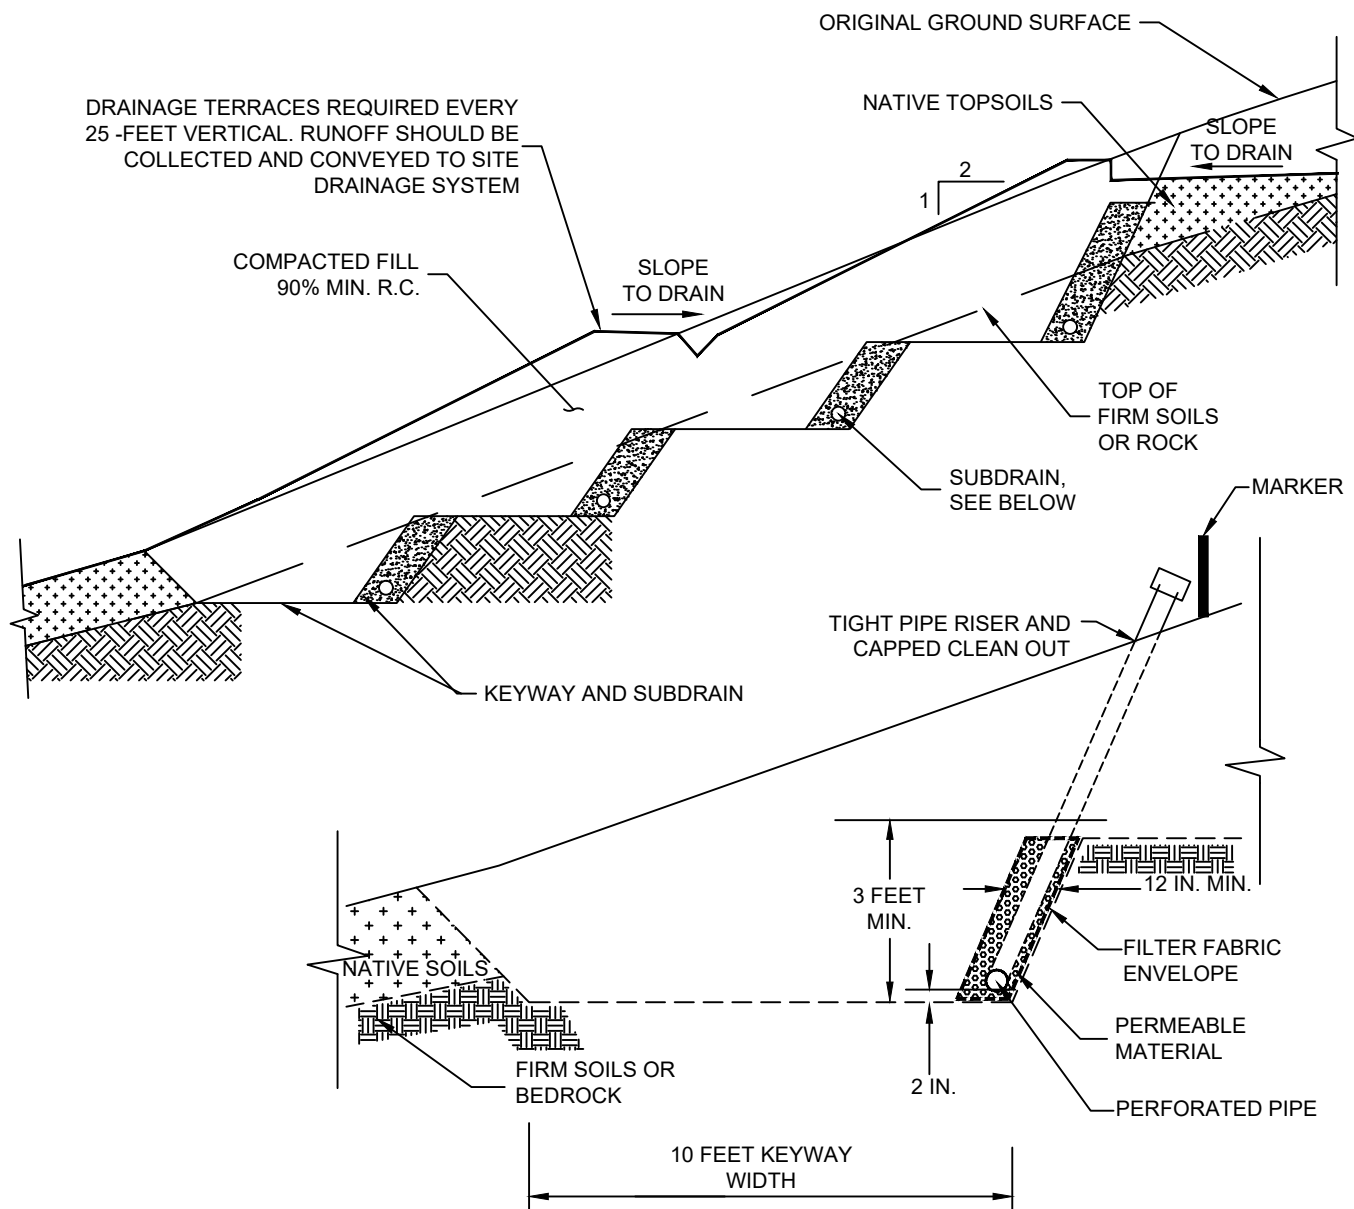 ORIGINAL GROUND SURFACE
DRAINAGE TERRACES REQUIRED EVERY
25 -FEET VERTICAL. RUNOFF SHOULD BE
COLLECTED AND CONVEYED TO SITE
DRAINAGE SYSTEM
NATIVE TOPSOILS
SLOPE
TO DRAIN
2
1
COMPACTED FILL
90% MIN. R.C.
SLOPE
TO DRAIN
TOP OF
FIRM SOILS
OR ROCK
SUBDRAIN,
SEE BELOW
MARKER
TIGHT PIPE RISER AND
CAPPED CLEAN OUT
KEYWAY AND SUBDRAIN
3 FEET
MIN.
12 IN. MIN.
FILTER FABRIC
ENVELOPE
NATIVE SOILS
PERMEABLE
MATERIAL
FIRM SOILS OR
BEDROCK
2 IN.
PERFORATED PIPE
10 FEET KEYWAY
WIDTH